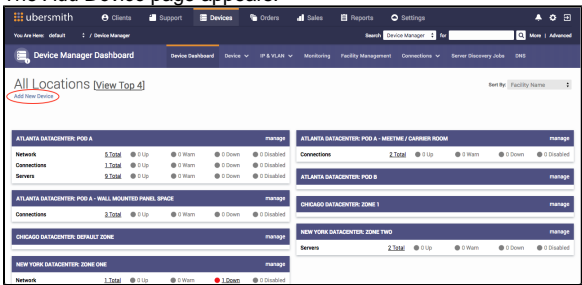 The Add Device page appears.
ubersmith Clients Support Devices Orders Sales Reports Settings
You Are Here: default / Device Manager Search Device Manager for More | Advanced
Device Manager Dashboard Device Dashboard Device IP & VLAN Monitoring Facility Management Connections Server Discovery Jobs DNS
All Locations [View Top 4] Sort By: Facility Name
Add New Device
ATLANTA DATACENTER: POD A manage
Network 5 Total 0 Up 0 Warn 0 Down 0 Disabled
Connections 1 Total 0 Up 0 Warn 0 Down 0 Disabled
Servers 9 Total 0 Up 0 Warn 0 Down 0 Disabled
ATLANTA DATACENTER: POD A - WALL MOUNTED PANEL SPACE manage
Connections 3 Total 0 Up 0 Warn 0 Down 0 Disabled
CHICAGO DATACENTER: DEFAULT ZONE manage
NEW YORK DATACENTER: ZONE ONE manage
Network 1 Total 0 Up 0 Warn 1 Down 0 Disabled
ATLANTA DATACENTER: POD A - MEETME / CARRIER ROOM manage
Connections 2 Total 0 Up 0 Warn 0 Down 0 Disabled
ATLANTA DATACENTER: POD B manage
CHICAGO DATACENTER: ZONE 1 manage
NEW YORK DATACENTER: ZONE TWO manage
Servers 2 Total 0 Up 0 Warn 0 Down 0 Disabled